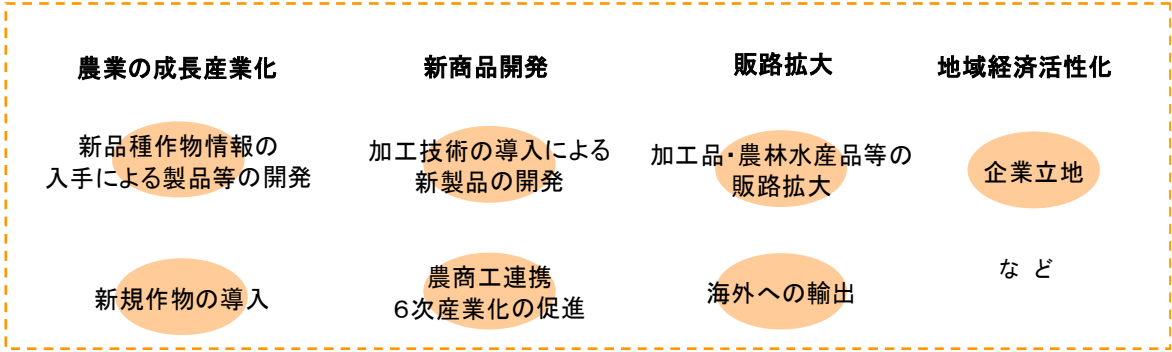 農業の成長産業化
新品種作物情報の
入手による製品等の開発
新規作物の導入
新商品開発
加工技術の導入による
新製品の開発
農商工連携
６次産業化の促進
販路拡大
加工品・農林水産品等の
販路拡大
海外への輸出
地域経済活性化
企業立地
な ど